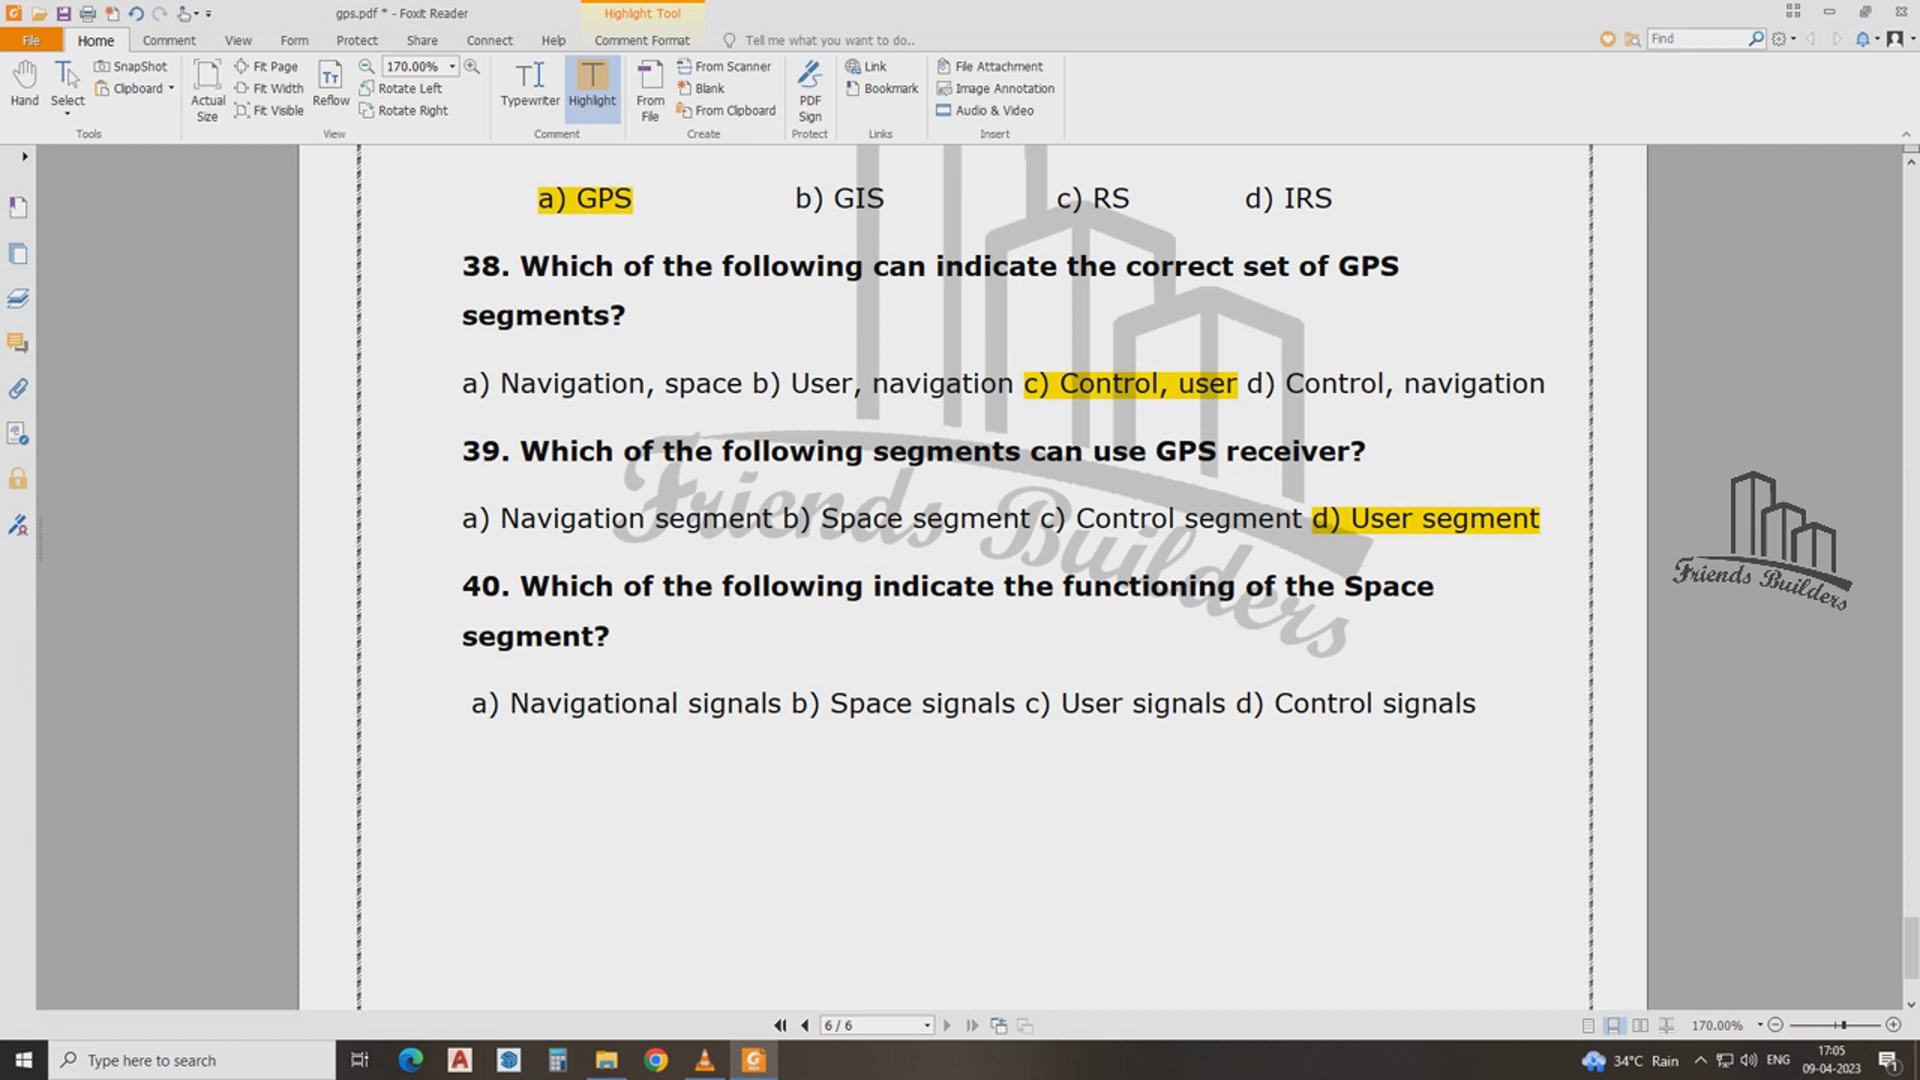 gps.pdf * - Foxit Reader
Highlight Tool
File Home Comment View Form Protect Share Connect Help Comment Format Tell me what you want to do.. Find
Hand Select SnapShot Clipboard Tools
Actual Size Fit Page Fit Width Fit Visible Reflow 170.00% Rotate Left Rotate Right View
Typewriter Highlight Comment
From File From Scanner Blank From Clipboard Create
PDF Sign Protect
Link Bookmark Links
File Attachment Image Annotation Audio & Video Insert
a) GPS b) GIS c) RS d) IRS
38. Which of the following can indicate the correct set of GPS
segments?
a) Navigation, space b) User, navigation c) Control, user d) Control, navigation
39. Which of the following segments can use GPS receiver?
a) Navigation segment b) Space segment c) Control segment d) User segment
40. Which of the following indicate the functioning of the Space
segment?
a) Navigational signals b) Space signals c) User signals d) Control signals
Friends Builders
Friends Builders
6 / 6
170.00%
Type here to search
34°C Rain
ENG
17:05
09-04-2023
1